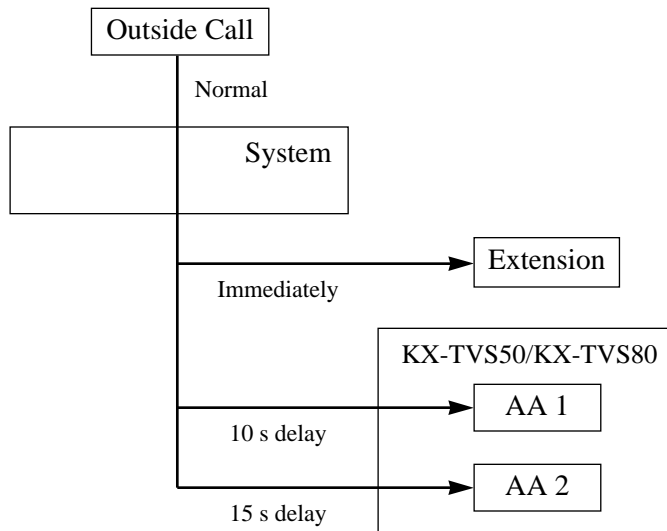 Outside Call
Normal
System
Extension
Immediately
KX-TVS50/KX-TVS80
AA 1
10 s delay
AA 2
15 s delay